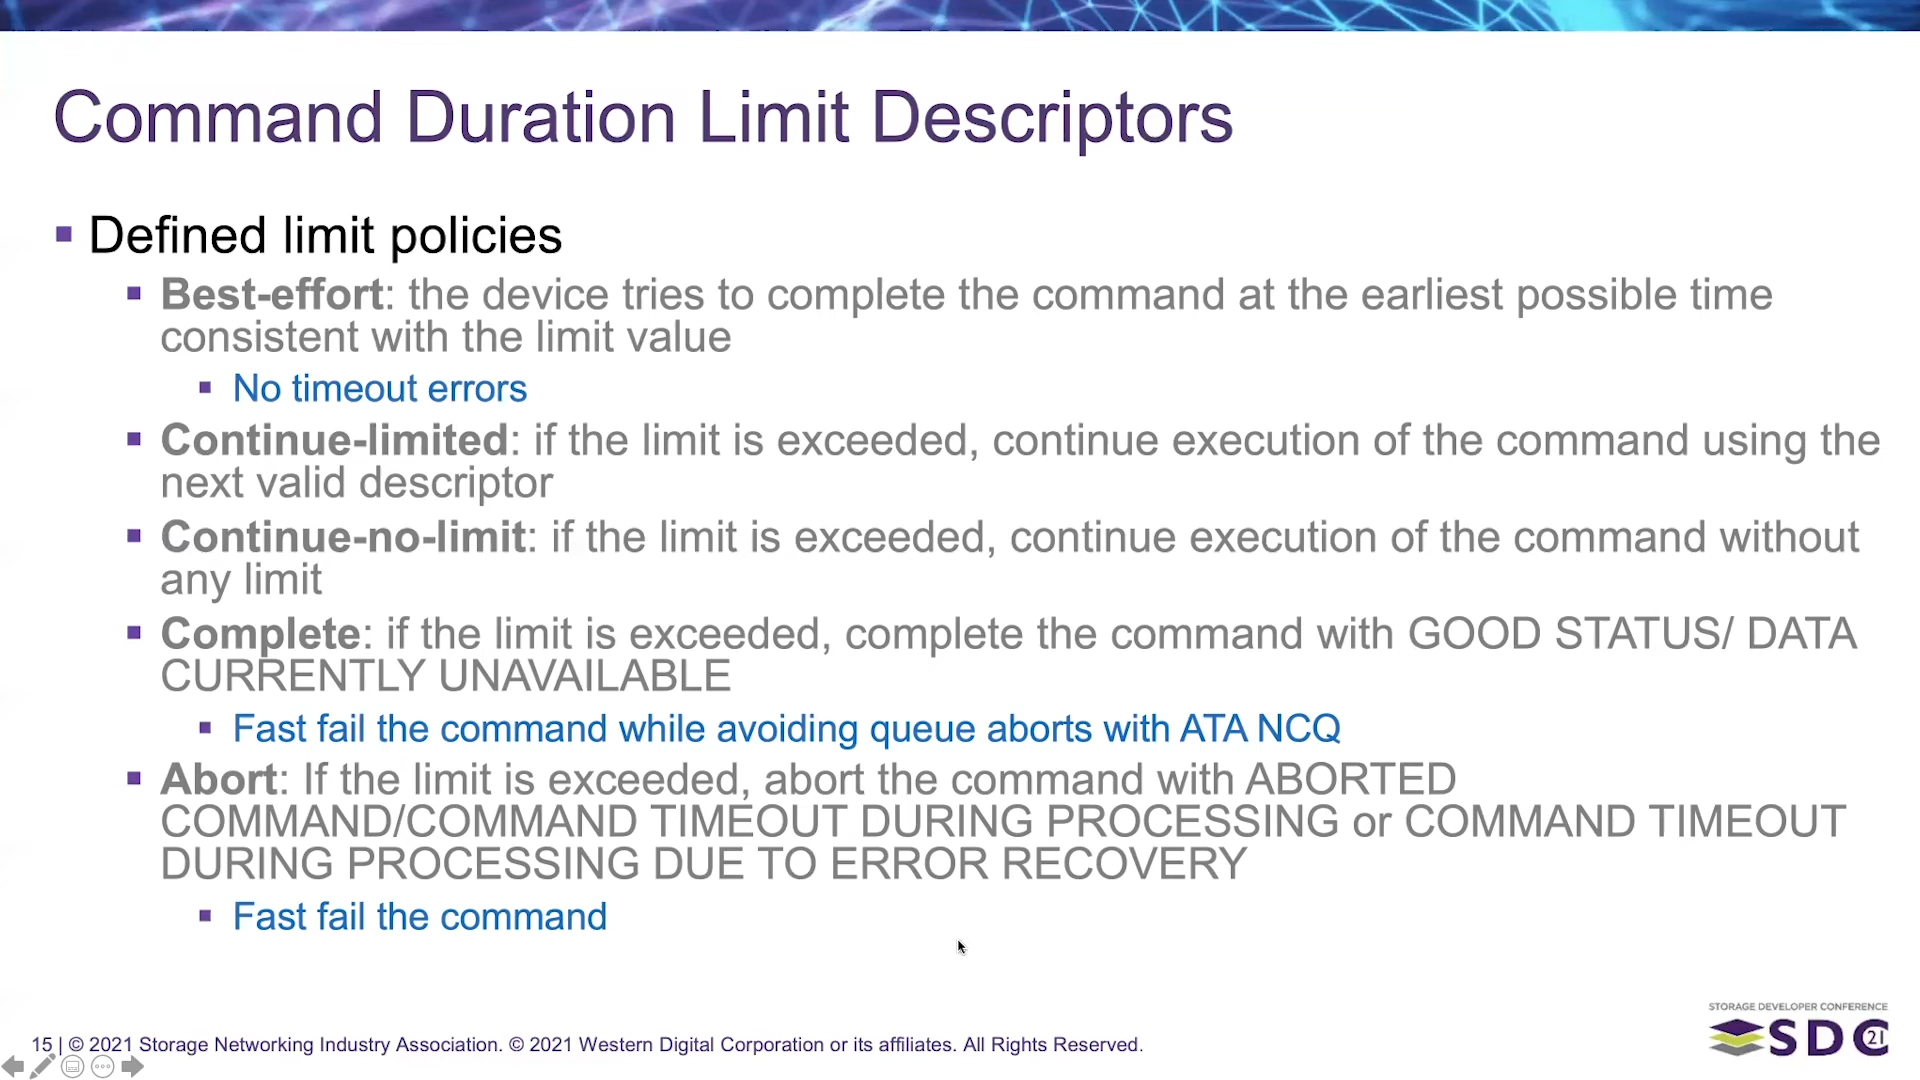 Command Duration Limit Descriptors
Defined limit policies
Best-effort: the device tries to complete the command at the earliest possible time
consistent with the limit value
No timeout errors
Continue-limited: if the limit is exceeded, continue execution of the command using the
next valid descriptor
Continue-no-limit: if the limit is exceeded, continue execution of the command without
any limit
Complete: if the limit is exceeded, complete the command with GOOD STATUS/ DATA
CURRENTLY UNAVAILABLE
Fast fail the command while avoiding queue aborts with ATA NCQ
Abort: If the limit is exceeded, abort the command with ABORTED
COMMAND/COMMAND TIMEOUT DURING PROCESSING or COMMAND TIMEOUT
DURING PROCESSING DUE TO ERROR RECOVERY
Fast fail the command
STORAGE DEVELOPER CONFERENCE
SDC 21
15 | © 2021 Storage Networking Industry Association. © 2021 Western Digital Corporation or its affiliates. All Rights Reserved.